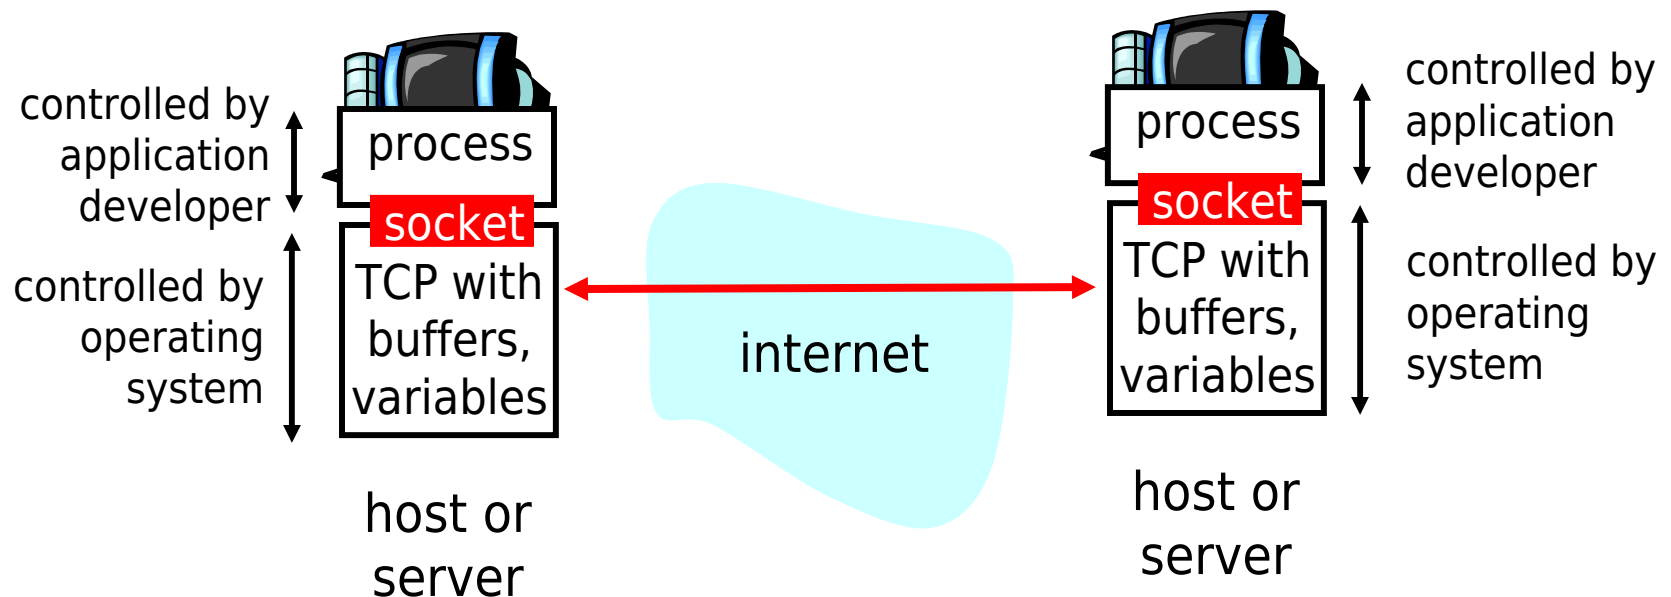 controlled by
application
developer
process
socket
controlled by
operating
system
TCP with
buffers,
variables
host or
server
internet
process
socket
TCP with
buffers,
variables
host or
server
controlled by
application
developer
controlled by
operating
system